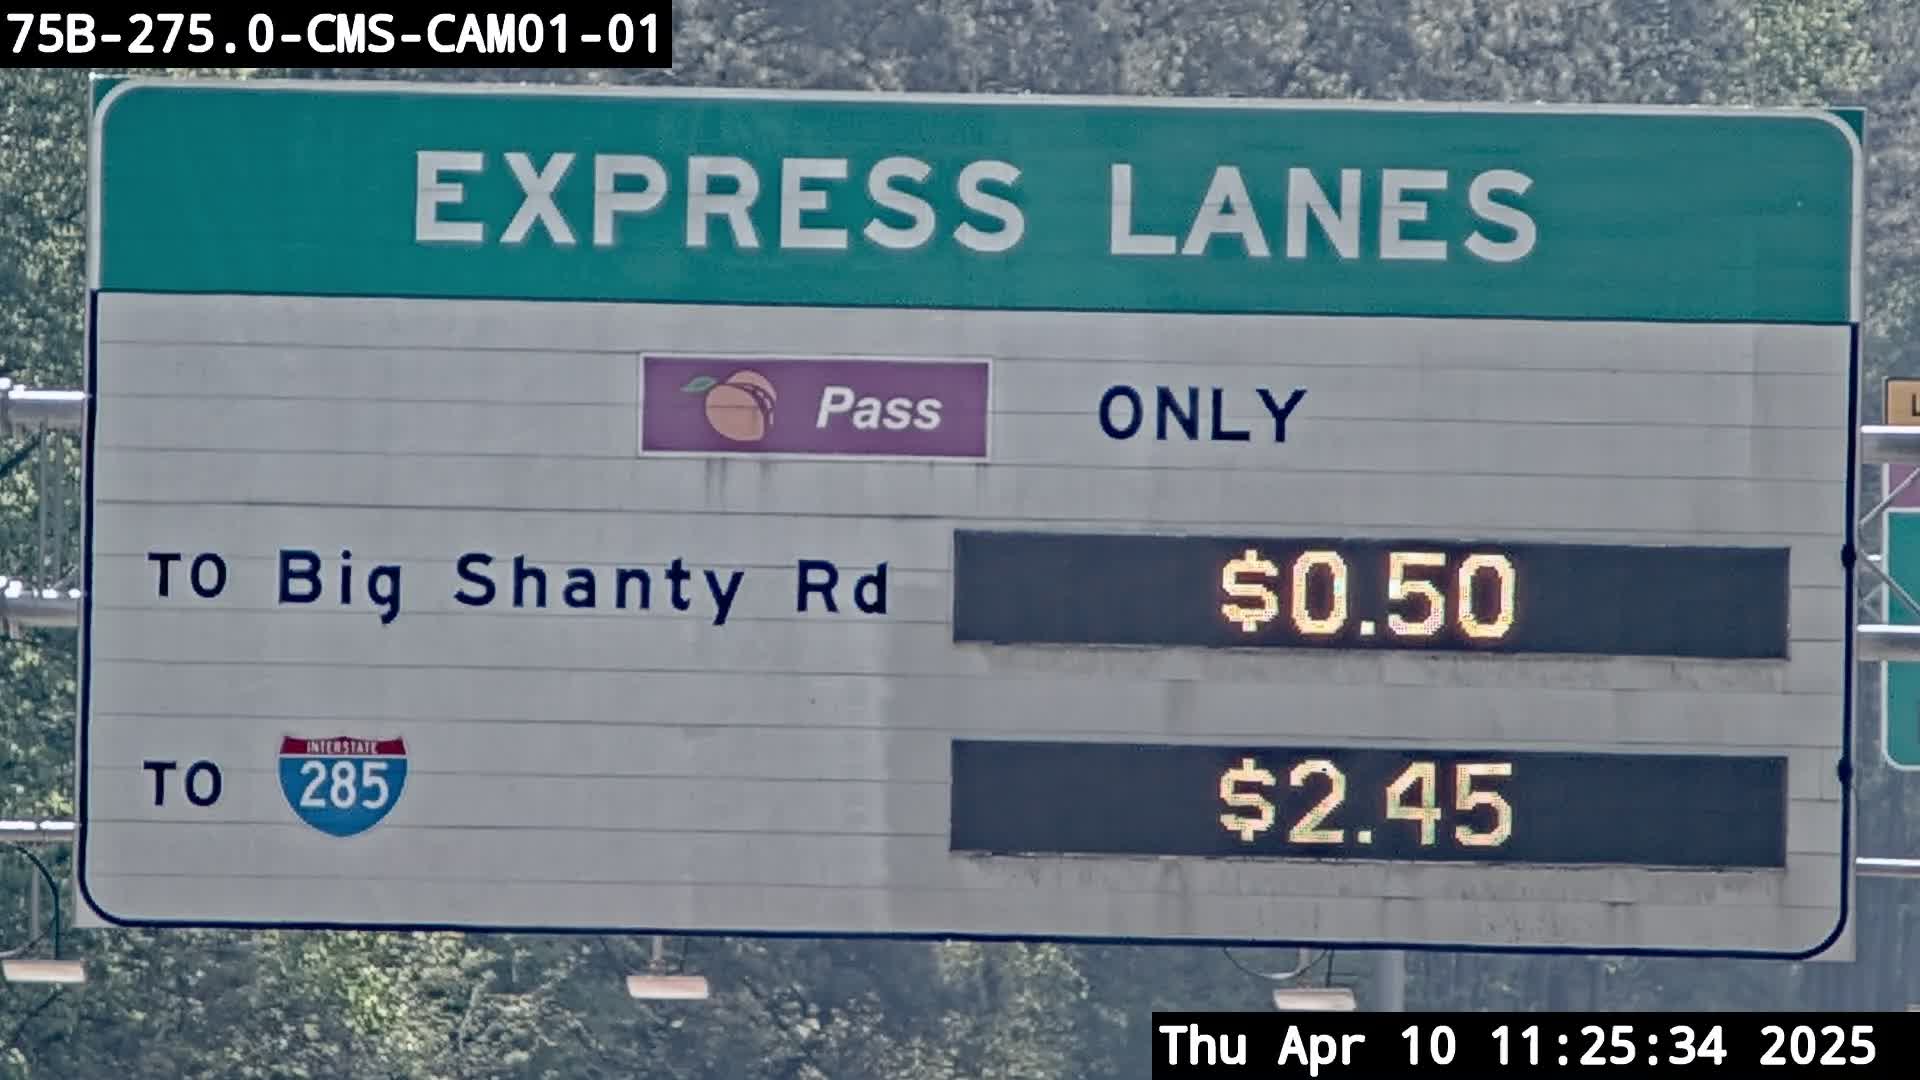 75B-275.0-CMS-CAM01-01
EXPRESS LANES
Pass ONLY
TO Big Shanty Rd $0.50
TO INTERSTATE 285 $2.45
Thu Apr 10 11:25:34 2025